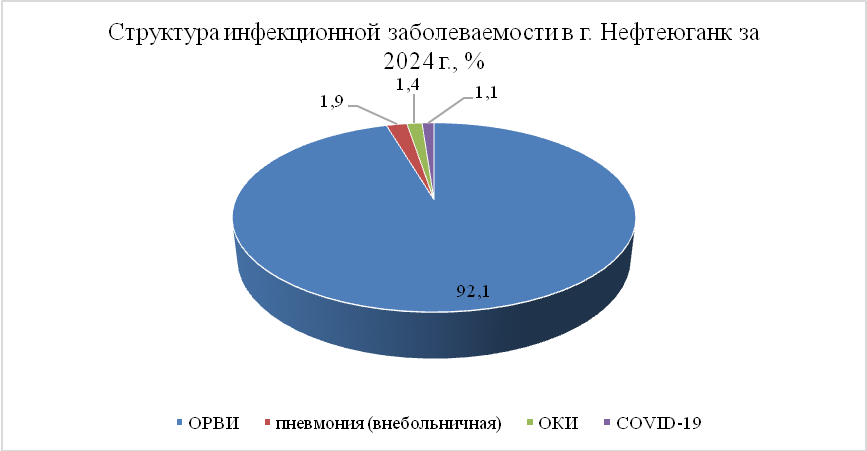 Структура инфекционной заболеваемости в г. Нефтеюганк за
2024 г., %
1,4
1,9
1,1
92,1
ОРВИ
пневмония (внебольничная)
ОКИ
COVID-19